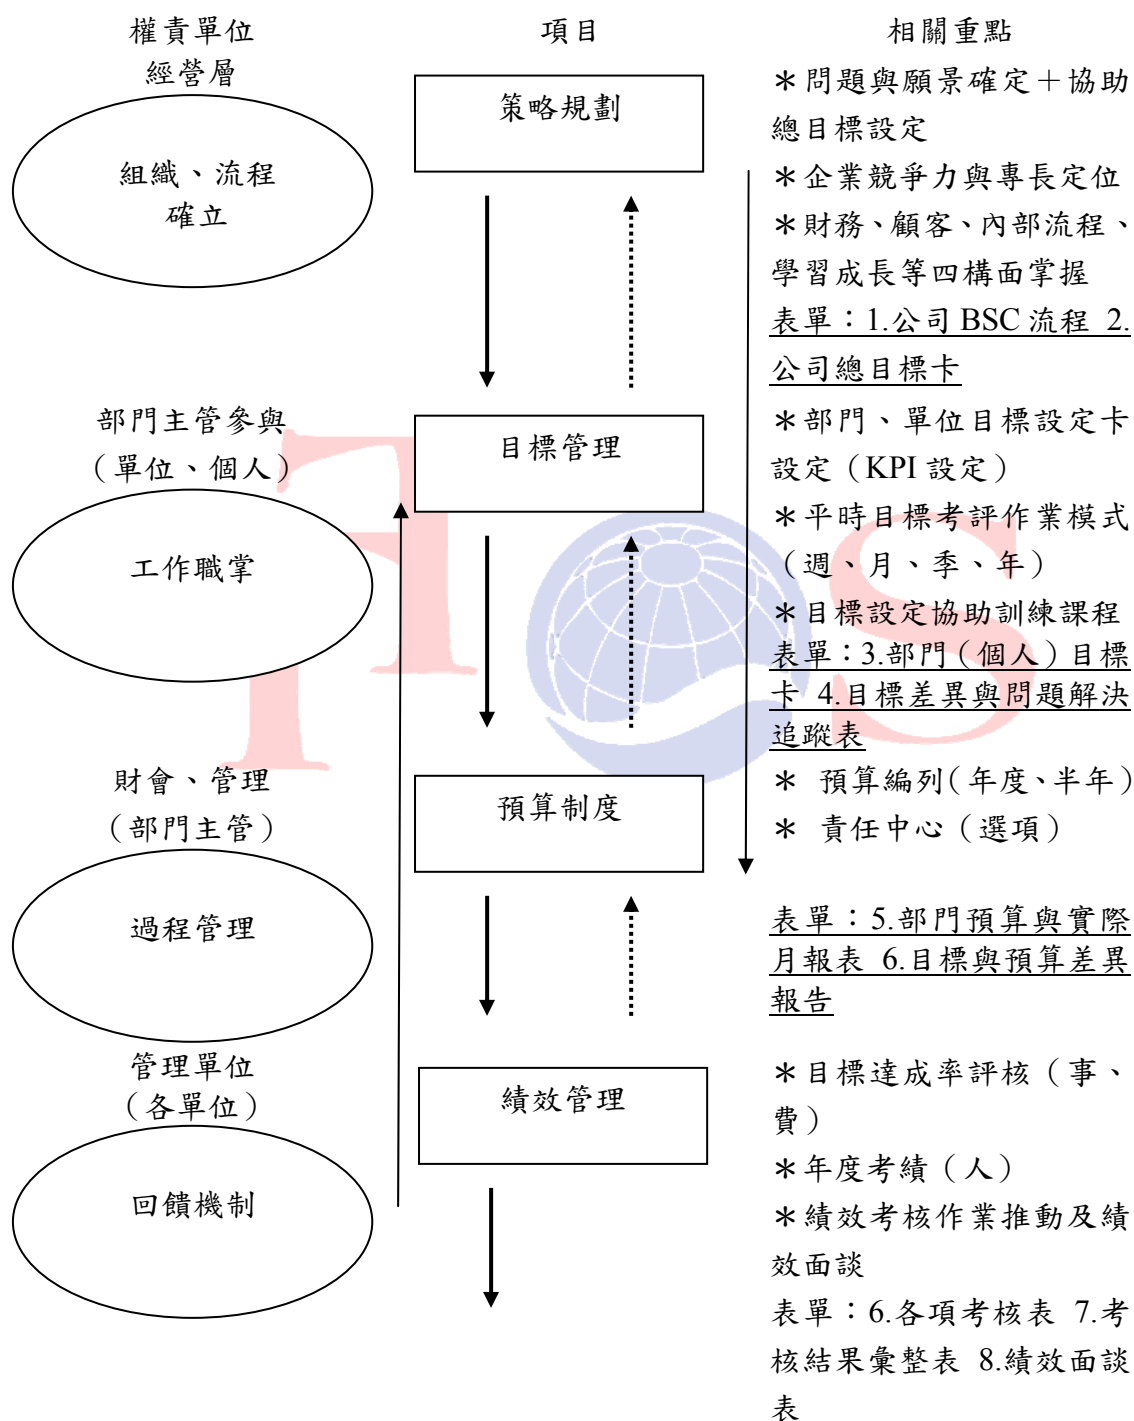 權責單位
經營層
組織、流程
確立
部門主管參與
（單位、個人）
工作職掌
財會、管理
（部門主管）
過程管理
管理單位
（各單位）
回饋機制
項目
策略規劃
目標管理
預算制度
績效管理
相關重點
＊問題與願景確定＋協助
總目標設定
＊企業競爭力與專長定位
＊財務、顧客、內部流程、
學習成長等四構面掌握
表單：1.公司 BSC 流程 2.
公司總目標卡
＊部門、單位目標設定卡
設定（KPI 設定）
＊平時目標考評作業模式
（週、月、季、年）
＊目標設定協助訓練課程
表單：3.部門（個人）目標
卡 4.目標差異與問題解決
追蹤表
＊ 預算編列（年度、半年）
＊ 責任中心（選項）
表單：5.部門預算與實際
月報表 6.目標與預算差異
報告
＊目標達成率評核（事、
費）
＊年度考績（人）
＊績效考核作業推動及績
效面談
表單：6.各項考核表 7.考
核結果彙整表 8.績效面談
表